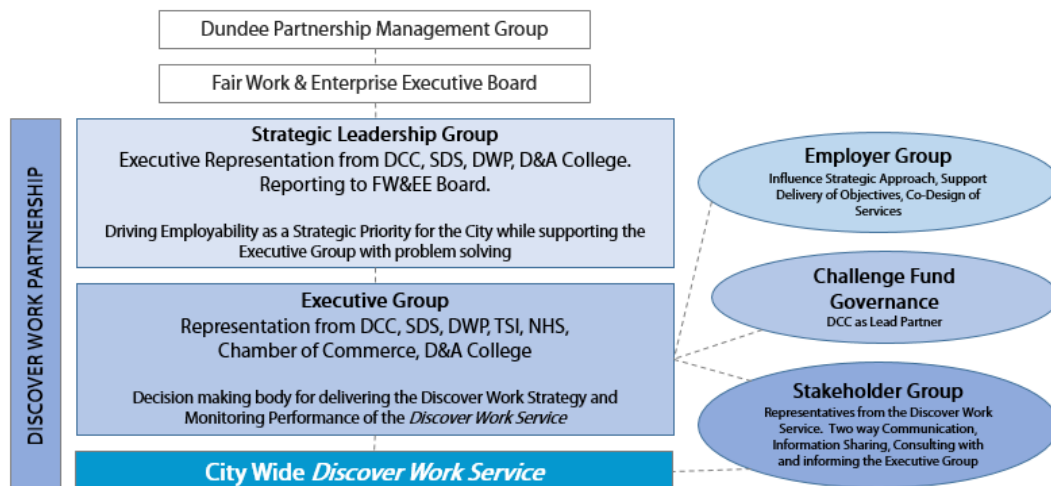 Dundee Partnership Management Group
Fair Work & Enterprise Executive Board
DISCOVER WORK PARTNERSHIP
Strategic Leadership Group
Executive Representation from DCC, SDS, DWP, D&A College.
Reporting to FW&EE Board.
Driving Employability as a Strategic Priority for the City while supporting the
Executive Group with problem solving
Executive Group
Representation from DCC, SDS, DWP, TSI, NHS,
Chamber of Commerce, D&A College
Decision making body for delivering the Discover Work Strategy and
Monitoring Performance of the Discover Work Service
City Wide Discover Work Service
Employer Group
Influence Strategic Approach, Support
Delivery of Objectives, Co-Design of
Services
Challenge Fund
Governance
DCC as Lead Partner
Stakeholder Group
Representatives from the Discover Work
Service. Two way Communication,
Information Sharing, Consulting with
and informing the Executive Group